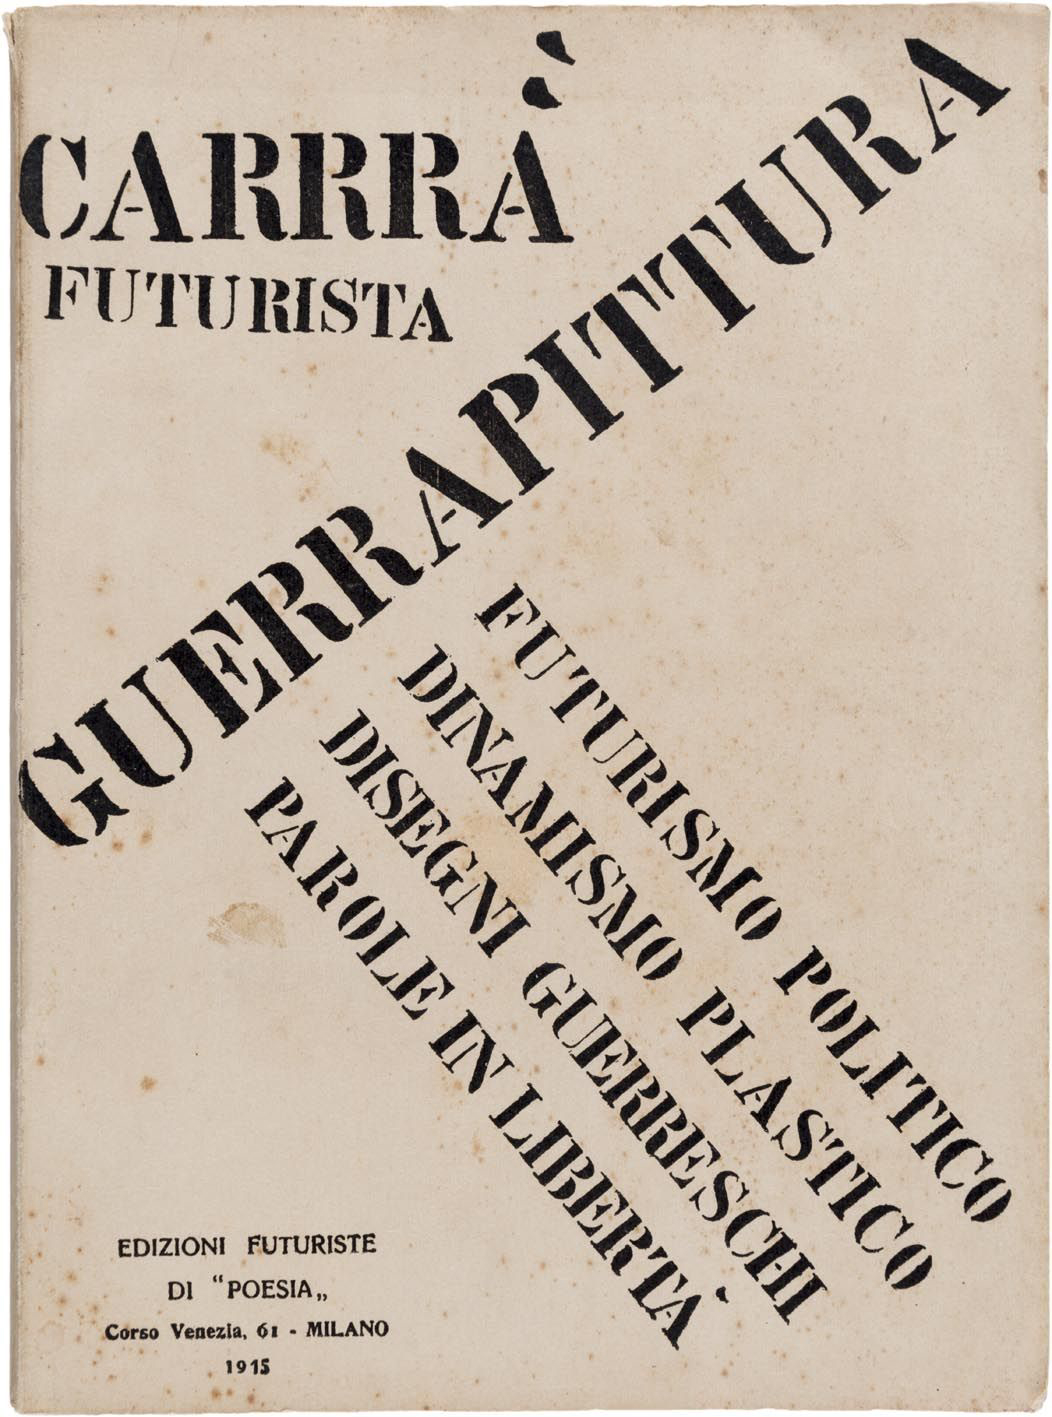 CARRRÀ
FUTURISTA
GUERRAPITTURA
FUTURISMO POLITICO
DINAMISMO PLASTICO
DISEGNI GUERRESCHI
PAROLE IN LIBERTÀ
EDIZIONI FUTURISTE
DI “POESIA„
Corso Venezia, 61 - MILANO
1915